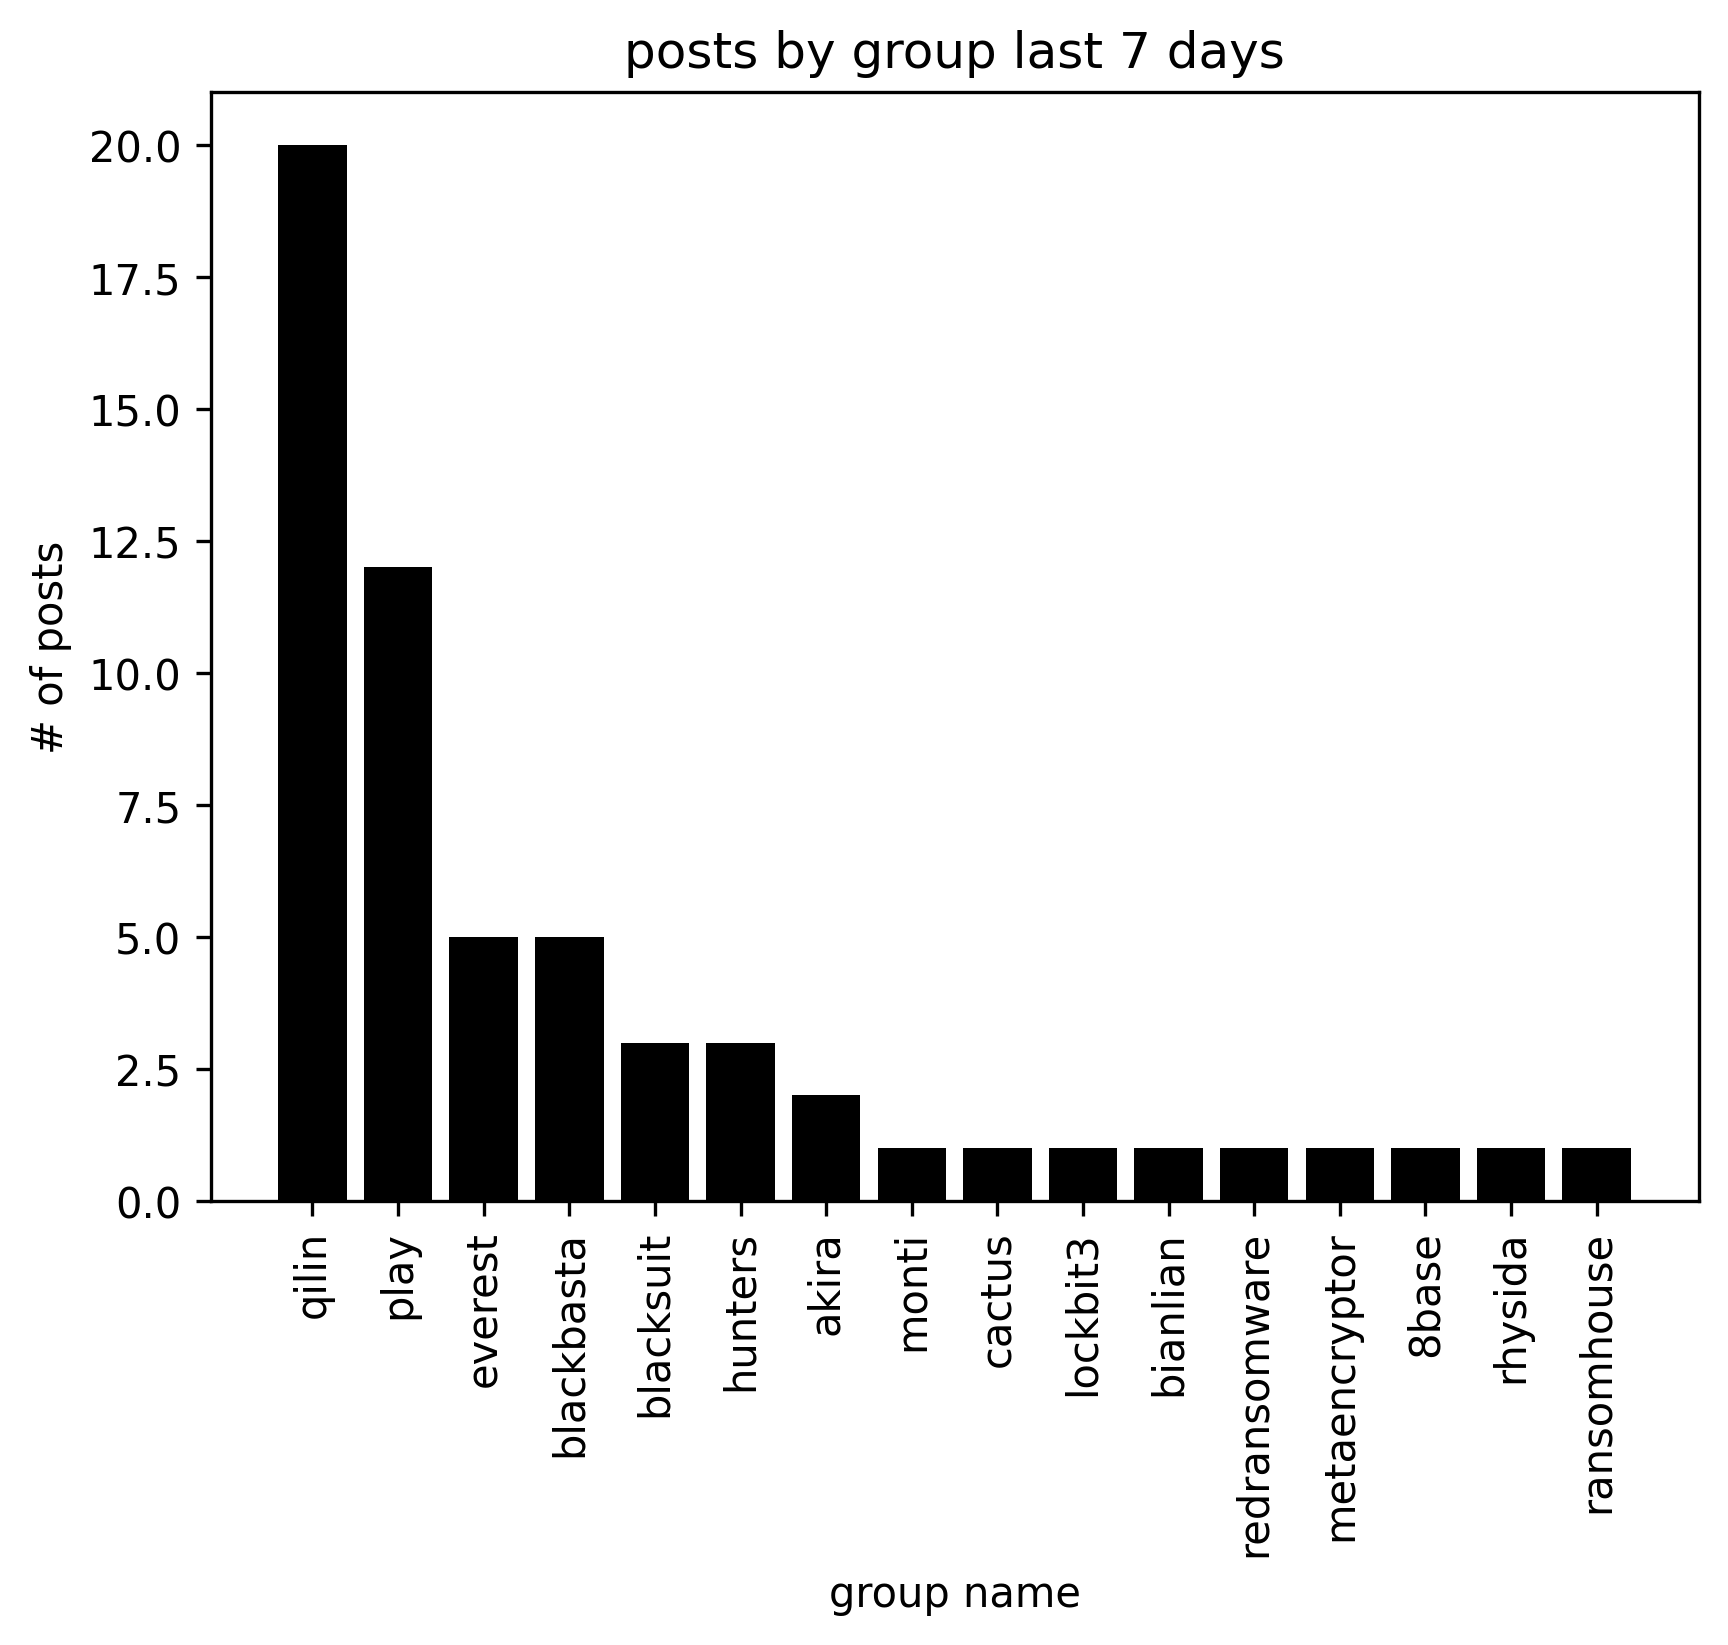 posts by group last 7 days
20.0
17.5
15.0
12.5
10.0
7.5
5.0
2.5
0.0
# of posts
qilin
play
everest
blackbasta
blacksuit
hunters
akira
monti
cactus
lockbit3
bianlian
redransomware
metaencryptor
8base
rhysida
ransomhouse
group name